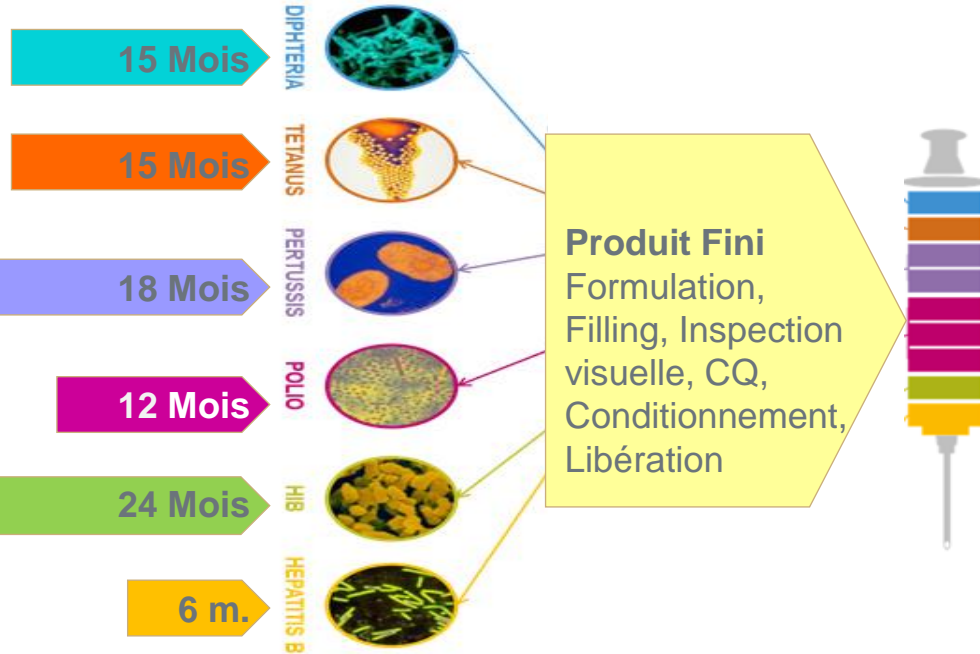 15 Mois
DIPHTERIA
15 Mois
TETANUS
18 Mois
PERTUSSIS
12 Mois
POLIO
24 Mois
HIB
6 m.
HEPATITIS B
Produit Fini
Formulation,
Filling, Inspection
visuelle, CQ,
Conditionnement,
Libération